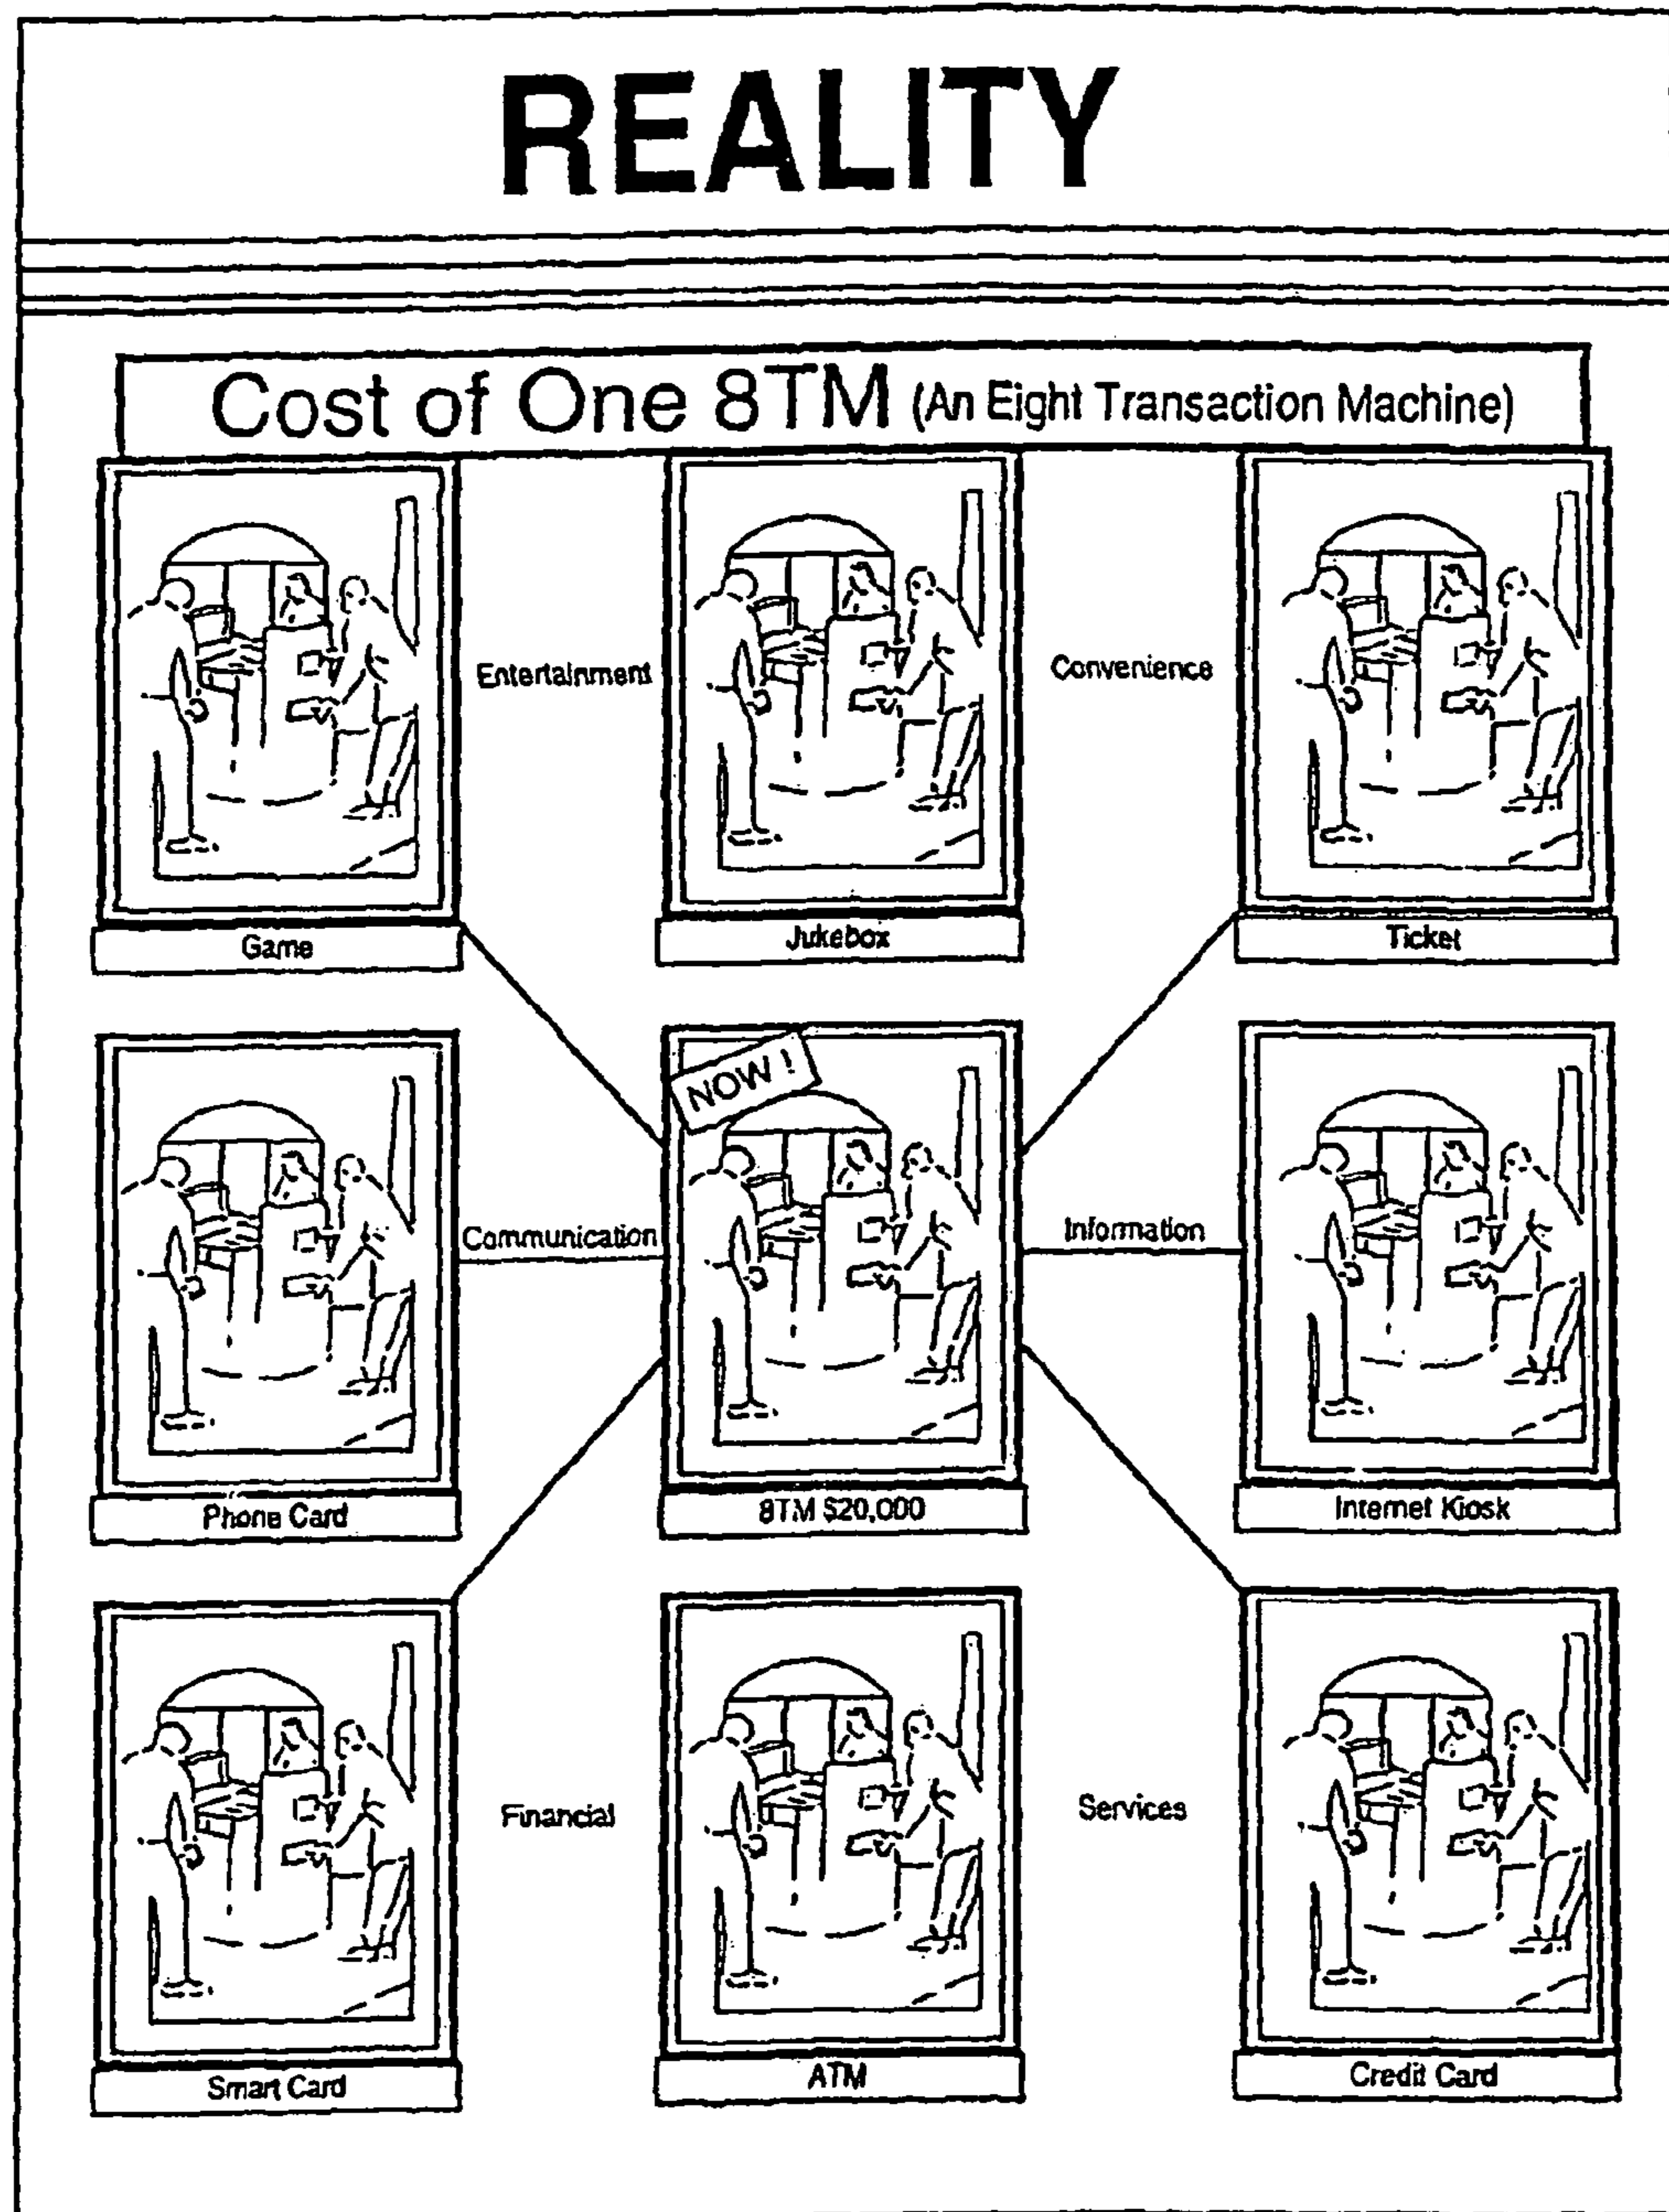 REALITY
Cost of One 8TM (An Eight Transaction Machine)
Entertainment
Convenience
Game
Jukebox
Ticket
NOW !
Communication
Information
Phone Card
8TM $20,000
Internet Kiosk
Financial
Services
Smart Card
ATM
Credit Card